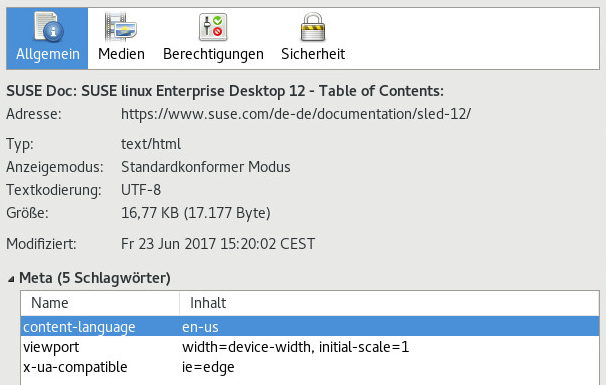 Allgemein Medien Berechtigungen Sicherheit
SUSE Doc: SUSE linux Enterprise Desktop 12 - Table of Contents:
Adresse: https://www.suse.com/de-de/documentation/sled-12/
Typ: text/html
Anzeigemodus: Standardkonformer Modus
Textkodierung: UTF-8
Größe: 16,77 KB (17.177 Byte)
Modifiziert: Fr 23 Jun 2017 15:20:02 CEST
Meta (5 Schlagwörter)
Name Inhalt
content-language en-us
viewport width=device-width, initial-scale=1
x-ua-compatible ie=edge